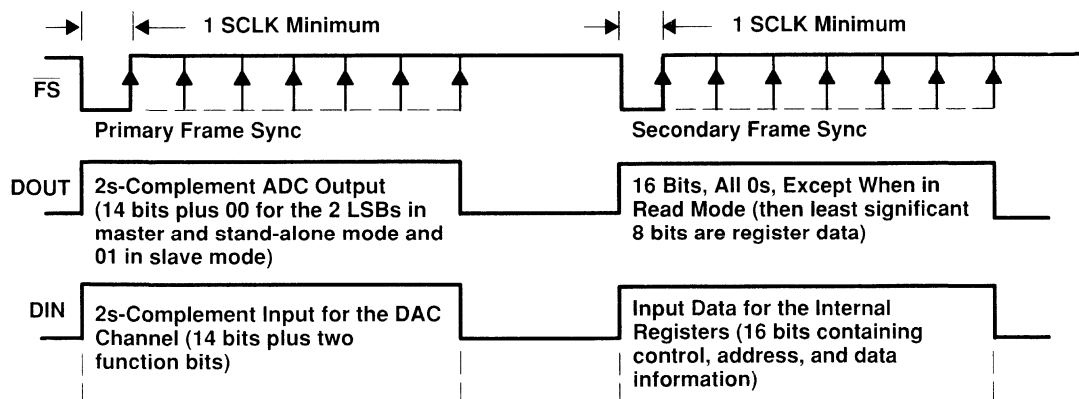 1 SCLK Minimum
1 SCLK Minimum
FS
Primary Frame Sync
Secondary Frame Sync
DOUT
2s-Complement ADC Output
(14 bits plus 00 for the 2 LSBs in
master and stand-alone mode and
01 in slave mode)
16 Bits, All 0s, Except When in
Read Mode (then least significant
8 bits are register data)
DIN
2s-Complement Input for the DAC
Channel (14 bits plus two
function bits)
Input Data for the Internal
Registers (16 bits containing
control, address, and data
information)